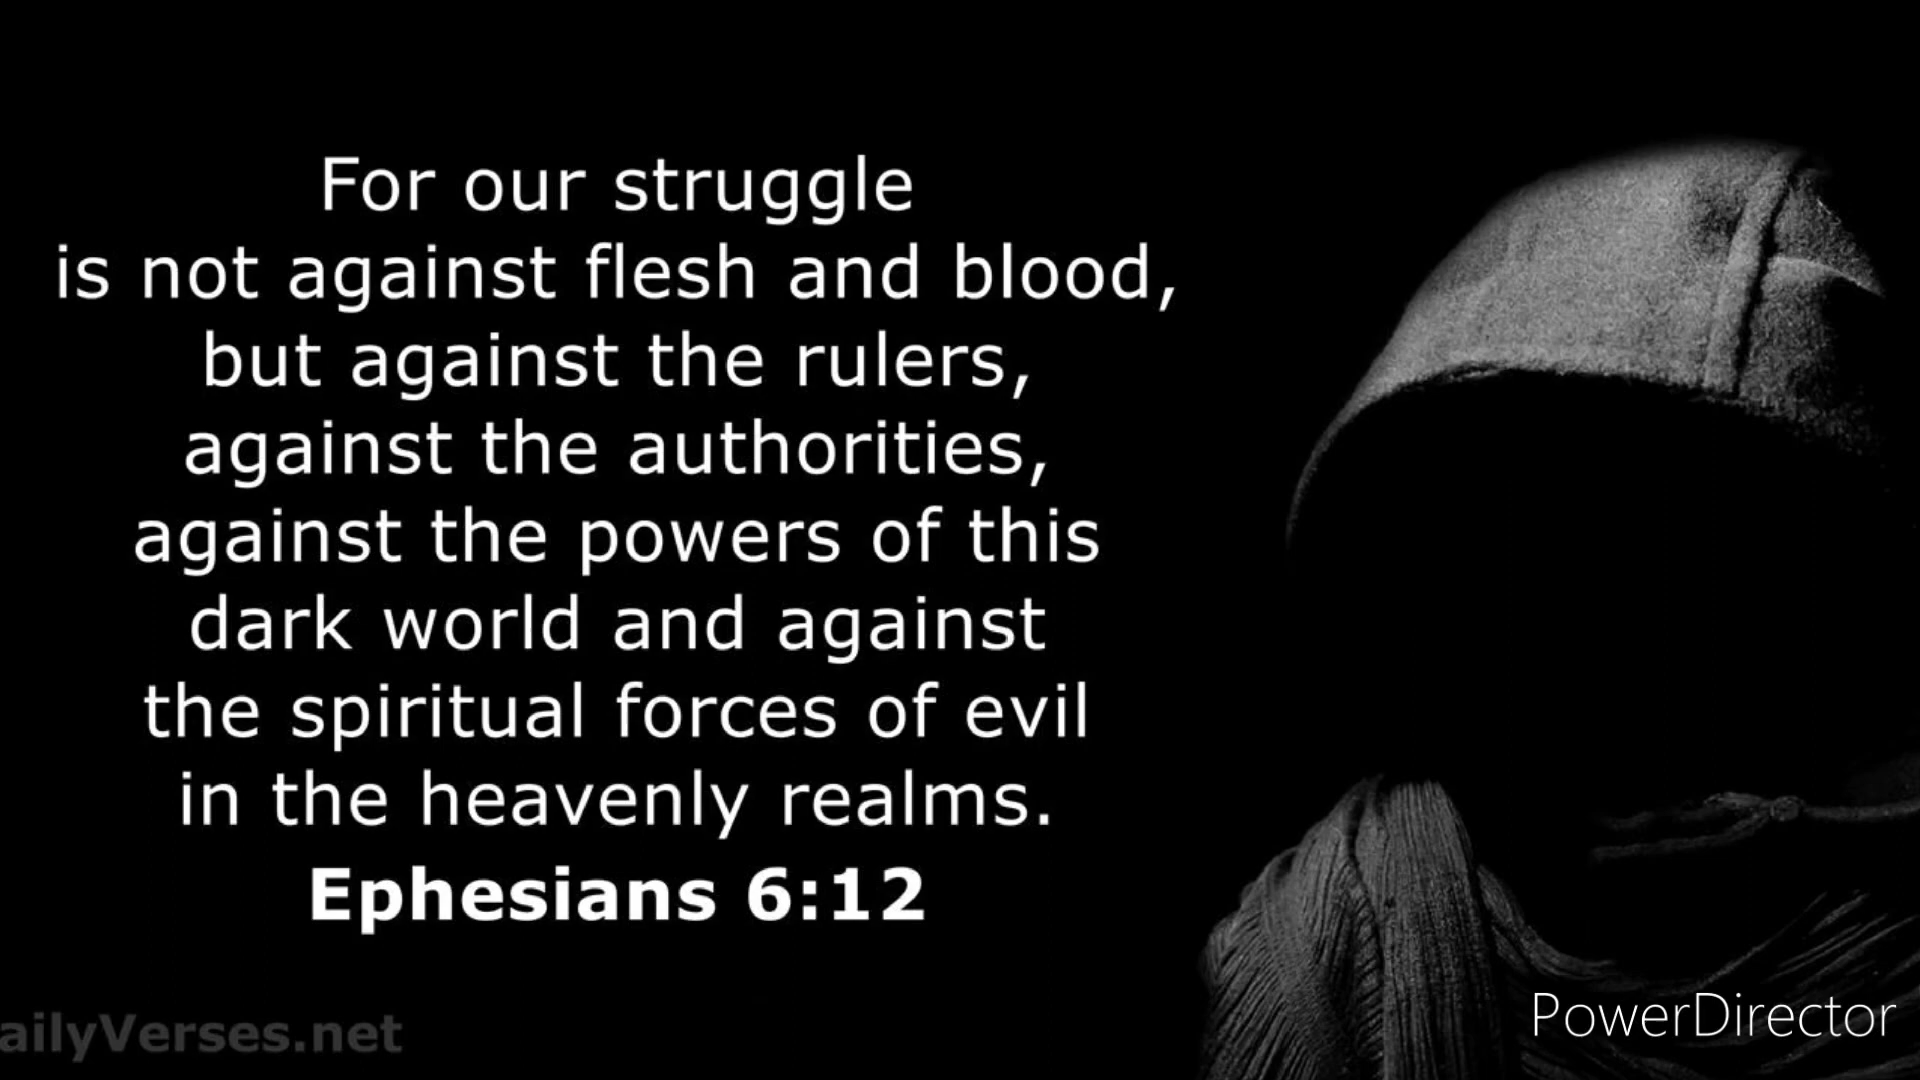 For our struggle
is not against flesh and blood,
but against the rulers,
against the authorities,
against the powers of this
dark world and against
the spiritual forces of evil
in the heavenly realms.
Ephesians 6:12
ailyVerses.net
PowerDirector